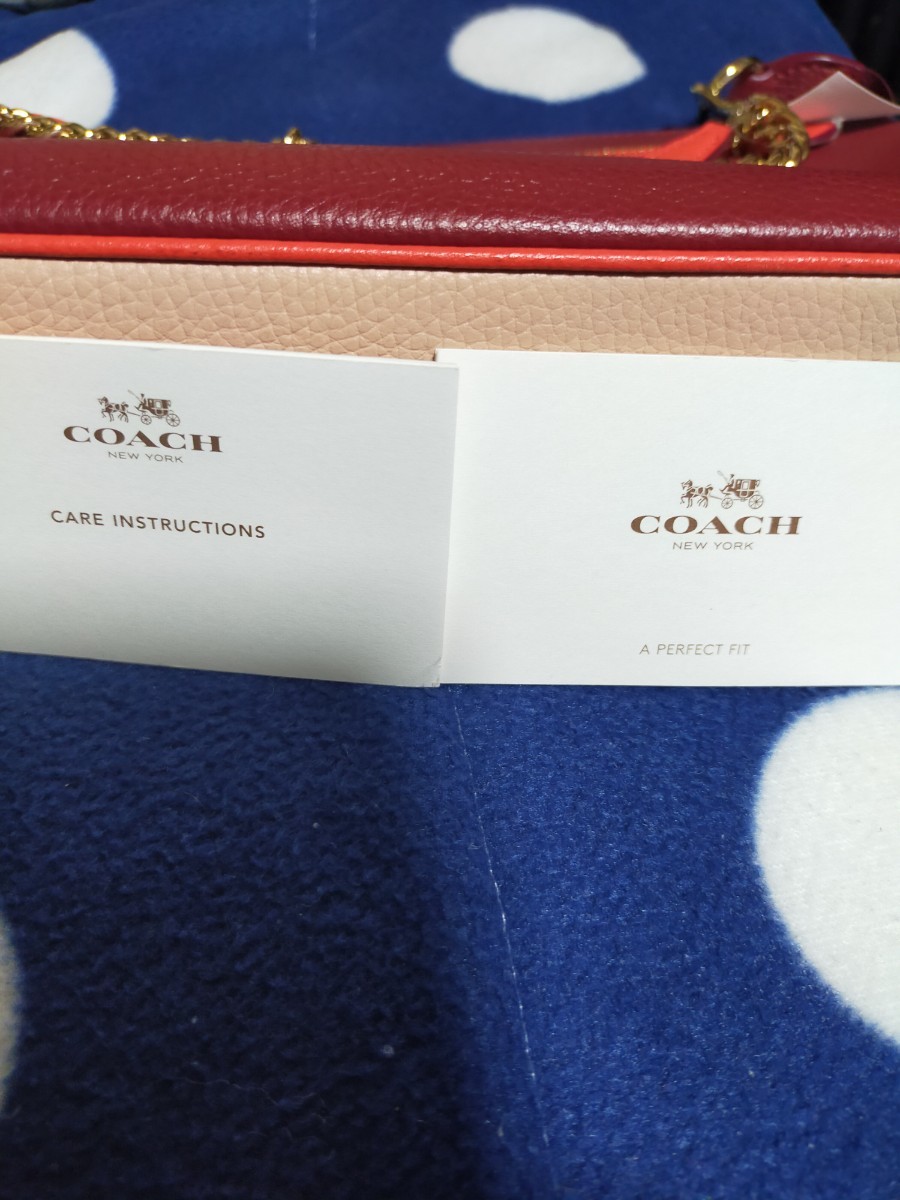 COACH
NEW YORK
CARE INSTRUCTIONS
COACH
NEW YORK
A PERFECT FIT